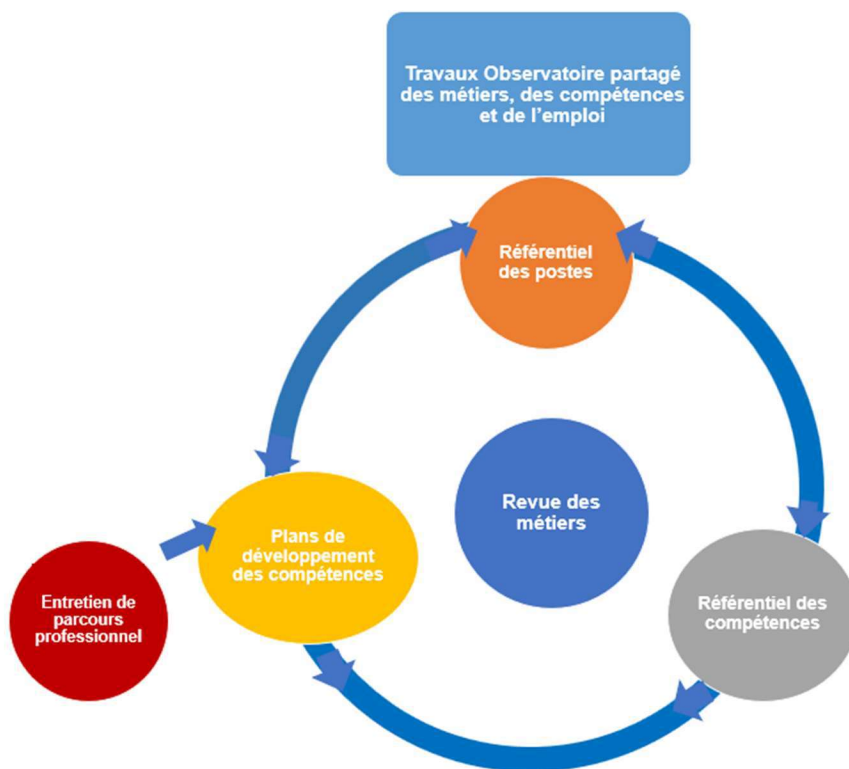 Travaux Observatoire partagé
des métiers, des compétences
et de l'emploi
Référentiel
des postes
Revue des
métiers
Plans de
développement
des compétences
Entretien de
parcours
professionnel
Référentiel des
compétences